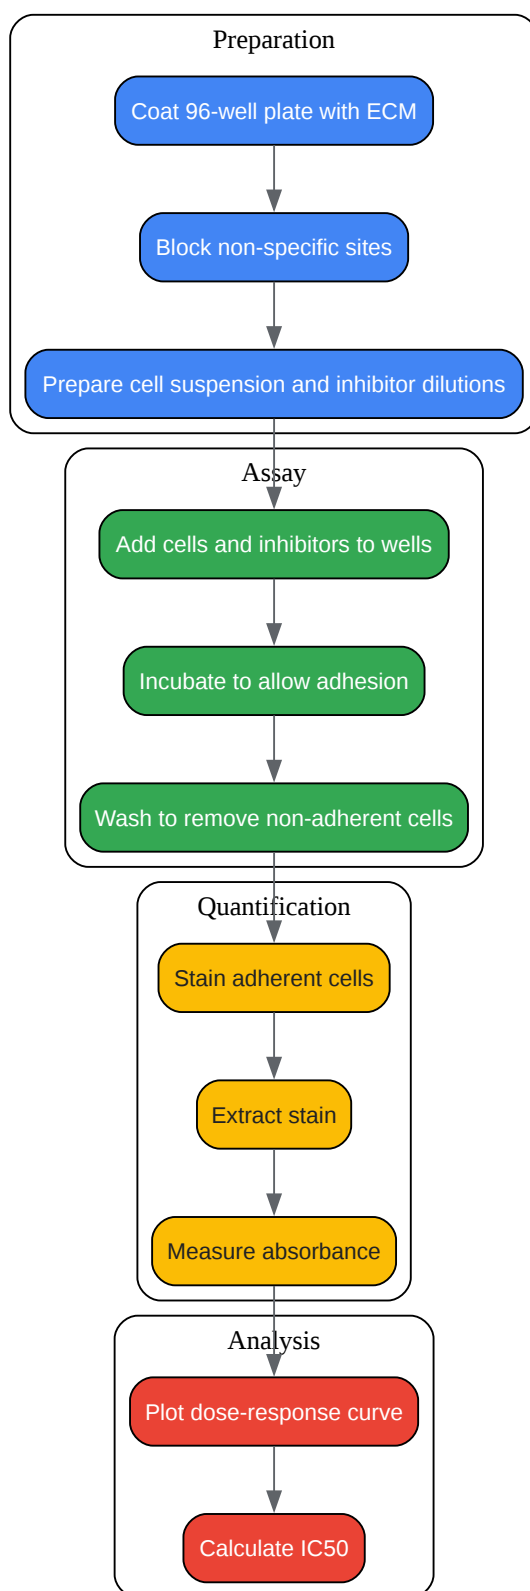 Preparation
Coat 96-well plate with ECM
Block non-specific sites
Prepare cell suspension and inhibitor dilutions
Assay
Add cells and inhibitors to wells
Incubate to allow adhesion
Wash to remove non-adherent cells
Quantification
Stain adherent cells
Extract stain
Measure absorbance
Analysis
Plot dose-response curve
Calculate IC50